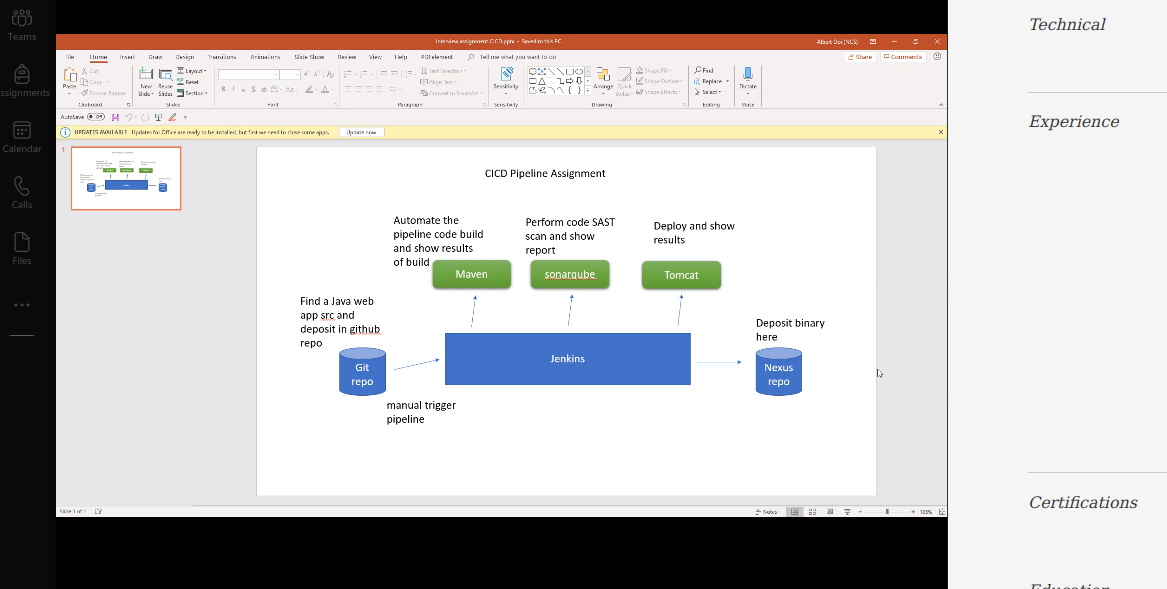 Teams
ssignments
Calendar
Calls
Files
Interview assignment CICD.pptx - Saved to this PC
Albert Ooi (NCS)
File
Home
Insert
Draw
Design
Transitions
Animations
Slide Show
Review
View
Help
PDFelement
Tell me what you want to do
Share
Comments
Paste
Cut
Copy
Format Painter
Clipboard
New
Slide
Reuse
Slides
Layout
Reset
Section
Slides
Font
Text Direction
Align Text
Convert to SmartArt
Paragraph
Sensitivity
Sensitivity
Arrange
Quick
Styles
Shape Fill
Shape Outline
Shape Effects
Drawing
Find
Replace
Select
Editing
Dictate
Voice
AutoSave
Off
UPDATES AVAILABLE Updates for Office are ready to be installed, but first we need to close some apps.
Update now
1
CICD Pipeline Assignment
Automate the
pipeline code build
and show results
of build
Perform code SAST
scan and show
report
Deploy and show
results
Maven
sonarqube
Tomcat
Find a Java web
app src and
deposit in github
repo
Git
repo
Jenkins
Deposit binary
here
Nexus
repo
manual trigger
pipeline
Slide 1 of 1
Notes
105%
Technical
Experience
Certifications